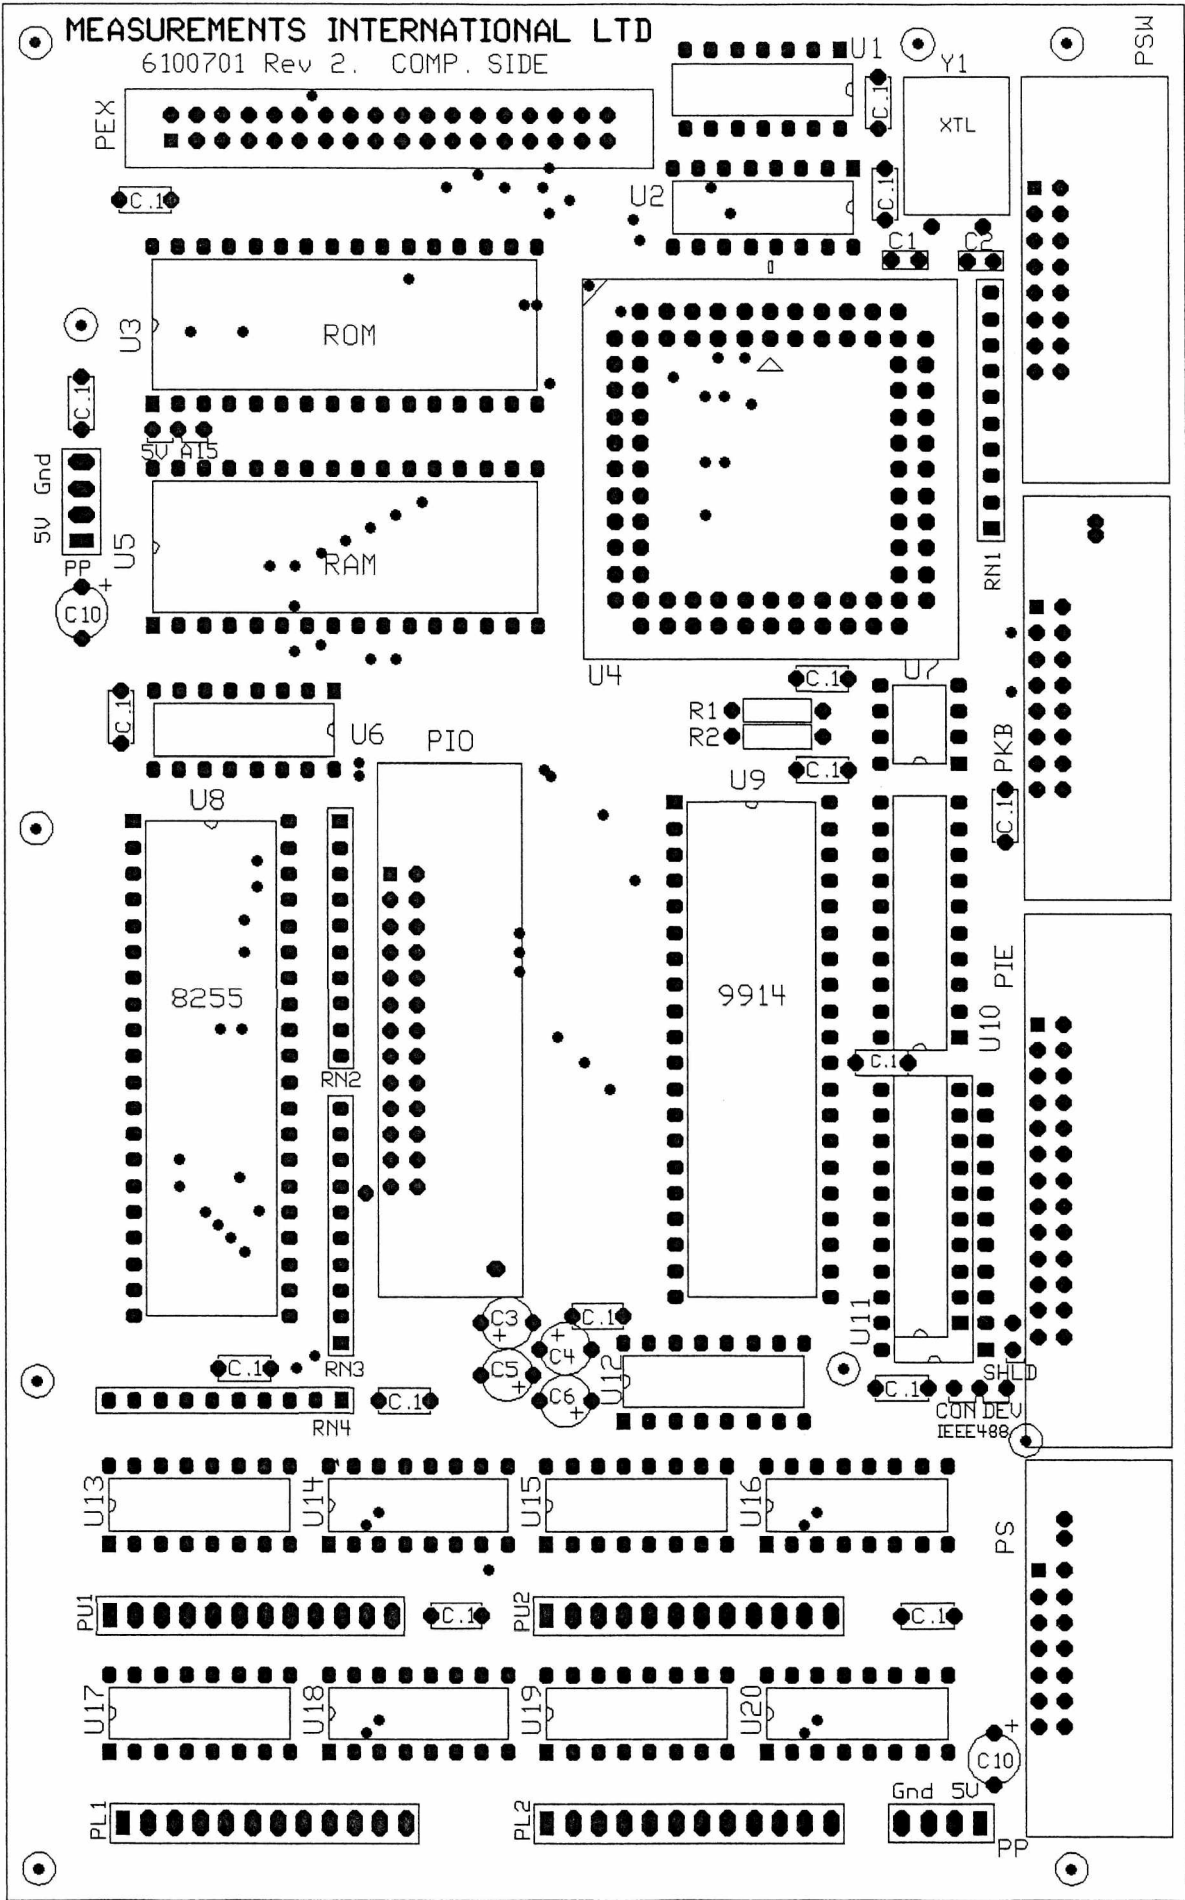 MEASUREMENTS INTERNATIONAL LTD
6100701 Rev 2. COMP. SIDE
U1
Y1
PSW
PEX
C.1
XTL
C.1
U2
C.1
C1
C2
U3
ROM
C.1
5V A15
5V Gnd
PP
U5
RAM
RN1
C10
+
U4
C.1
U7
C.1
R1
R2
U6
PIO
C.1
PKB
C.1
U8
U9
8255
9914
PIE
U10
RN2
C.1
C3
+
C.1
+
C4
U11
C5
+
U12
C6
+
C.1
RN3
SHLD
C.1
C.1
RN4
CON DEV
IEEE488
U13
U14
U15
U16
PS
PU1
C.1
PU2
C.1
U17
U18
U19
U20
+
C10
Gnd 5V
PL1
PL2
PP